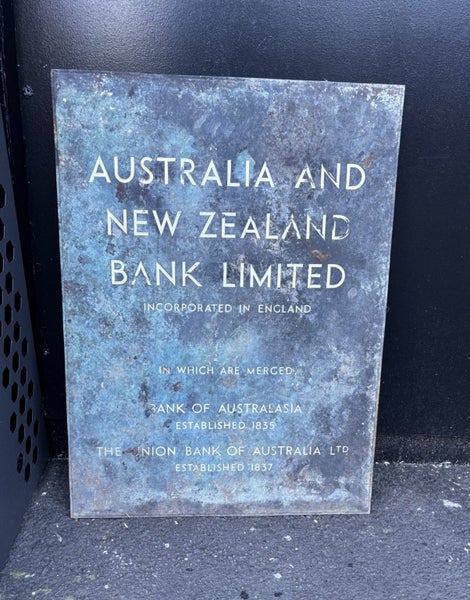 AUSTRALIA AND
NEW ZEALAND
BANK LIMITED
INCORPORATED IN ENGLAND
IN WHICH ARE MERGED
BANK OF AUSTRALASIA
ESTABLISHED 1835
THE UNION BANK OF AUSTRALIA LTD
ESTABLISHED 1837